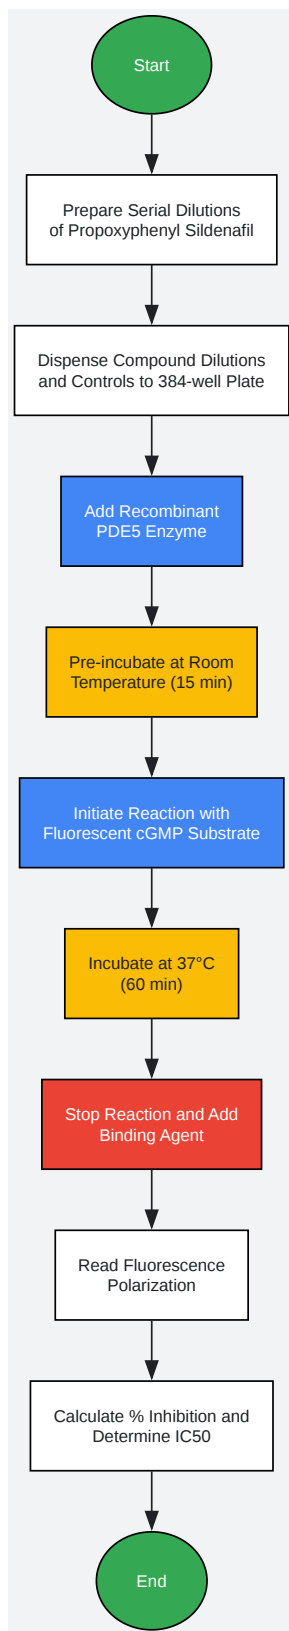 Start
Prepare Serial Dilutions
of Propoxyphenyl Sildenafil
Dispense Compound Dilutions
and Controls to 384-well Plate
Add Recombinant
PDE5 Enzyme
Pre-incubate at Room
Temperature (15 min)
Initiate Reaction with
Fluorescent cGMP Substrate
Incubate at 37°C
(60 min)
Stop Reaction and Add
Binding Agent
Read Fluorescence
Polarization
Calculate % Inhibition and
Determine IC50
End